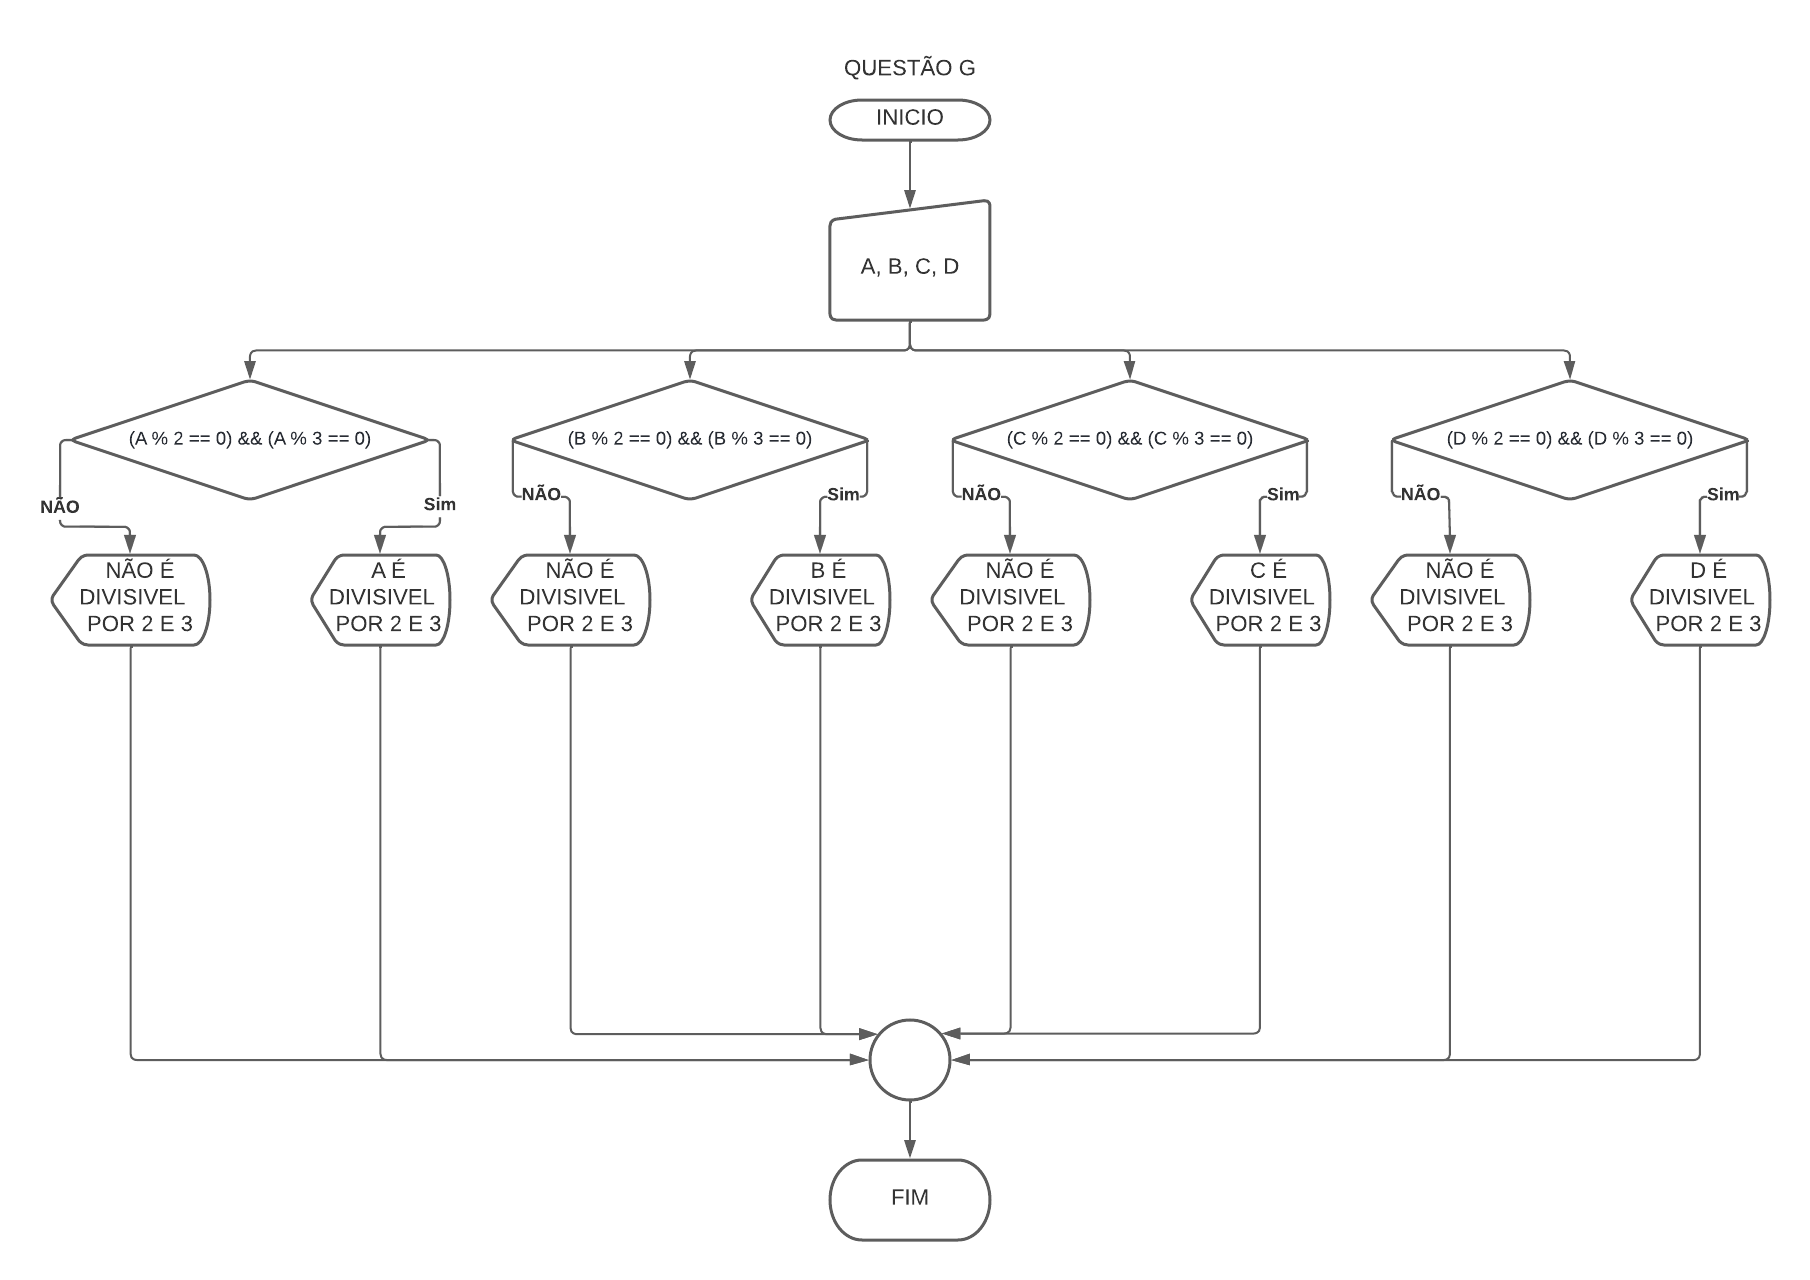 QUESTÃO G
INICIO
A, B, C, D
(A % 2 == 0) && (A % 3 == 0)
(B % 2 == 0) && (B % 3 == 0)
(C % 2 == 0) && (C % 3 == 0)
(D % 2 == 0) && (D % 3 == 0)
NÃO
Sim
NÃO
Sim
NÃO
Sim
NÃO
Sim
NÃO É
DIVISIVEL
POR 2 E 3
A É
DIVISIVEL
POR 2 E 3
NÃO É
DIVISIVEL
POR 2 E 3
B É
DIVISIVEL
POR 2 E 3
NÃO É
DIVISIVEL
POR 2 E 3
C É
DIVISIVEL
POR 2 E 3
NÃO É
DIVISIVEL
POR 2 E 3
D É
DIVISIVEL
POR 2 E 3
FIM